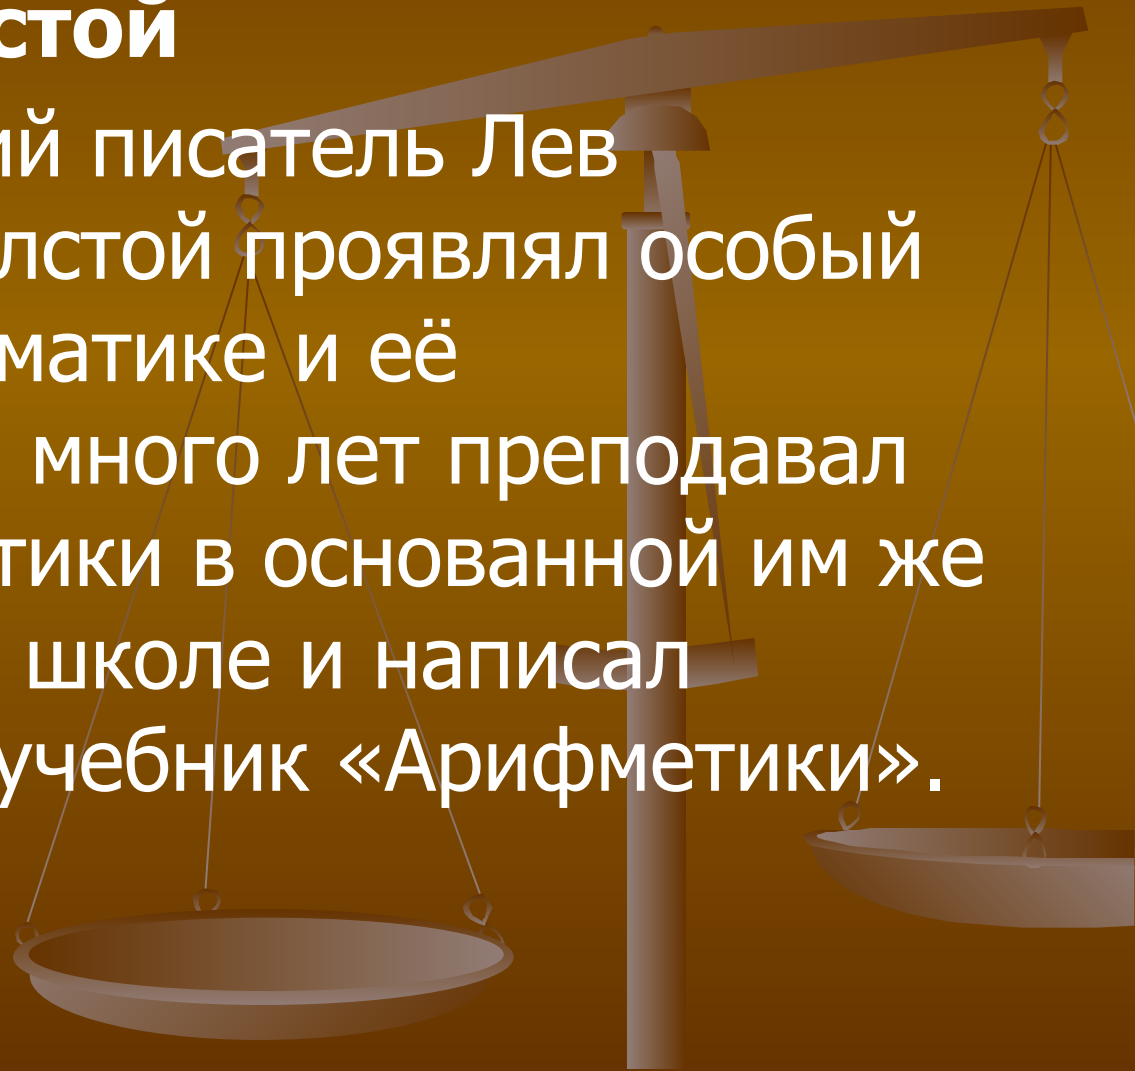 стой
ий писатель Лев
лстой проявлял особый
матике и её
много лет преподавал
тики в основанной им же
школе и написал
учебник «Арифметики».